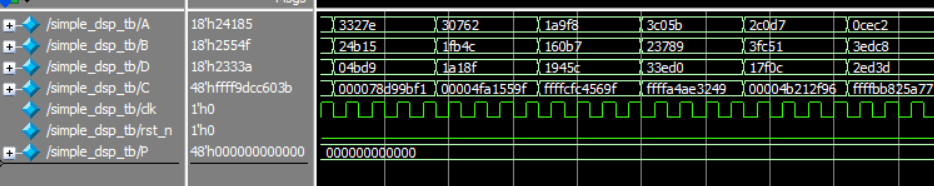 Msgs
/simple_dsp_tb/A 18'h24185 3327e 30762 1a9f8 3c05b 2c0d7 0cec2
/simple_dsp_tb/B 18'h2554f 24b15 1fb4c 160b7 23789 3fc51 3edc8
/simple_dsp_tb/D 18'h2333a 04bd9 1a18f 1945c 33ed0 17f0c 2ed3d
/simple_dsp_tb/C 48'hffff9dcc603b 000078d99bf1 00004fa1559f ffffcfc4569f ffffa4ae3249 00004b212f96 ffffbb825a77
/simple_dsp_tb/clk 1'h0
/simple_dsp_tb/rst_n 1'h0
/simple_dsp_tb/P 48'h000000000000 000000000000